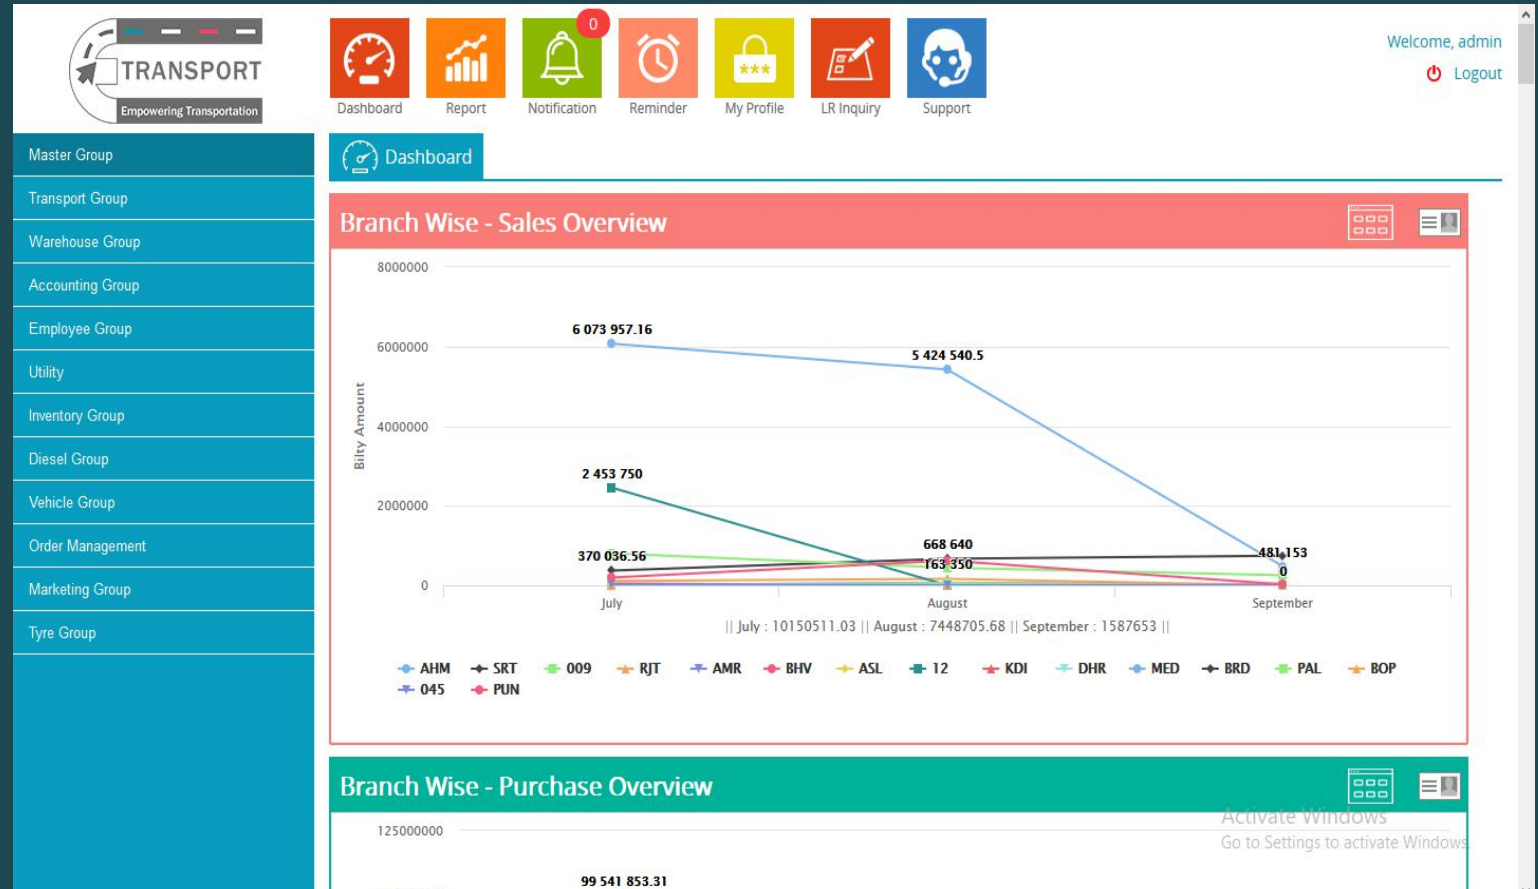 TRANSPORT
Empowering Transportation
0
***
Dashboard
Report
Notification
Reminder
My Profile
LR Inquiry
Support
Welcome, admin
Logout
Master Group
Transport Group
Warehouse Group
Accounting Group
Employee Group
Utility
Inventory Group
Diesel Group
Vehicle Group
Order Management
Marketing Group
Tyre Group
Dashboard
Branch Wise - Sales Overview
Bilty Amount
8000000
6000000
4000000
2000000
0
6 073 957.16
5 424 540.5
2 453 750
370 036.56
668 640
163 350
481 153
0
July August September
|| July : 10150511.03 || August : 7448705.68 || September : 1587653 ||
AHM SRT 009 RJT AMR BHV ASL 12 KDI DHR MED BRD PAL BOP
045 PUN
Branch Wise - Purchase Overview
125000000
99 541 853.31
Activate Windows
Go to Settings to activate Windows.